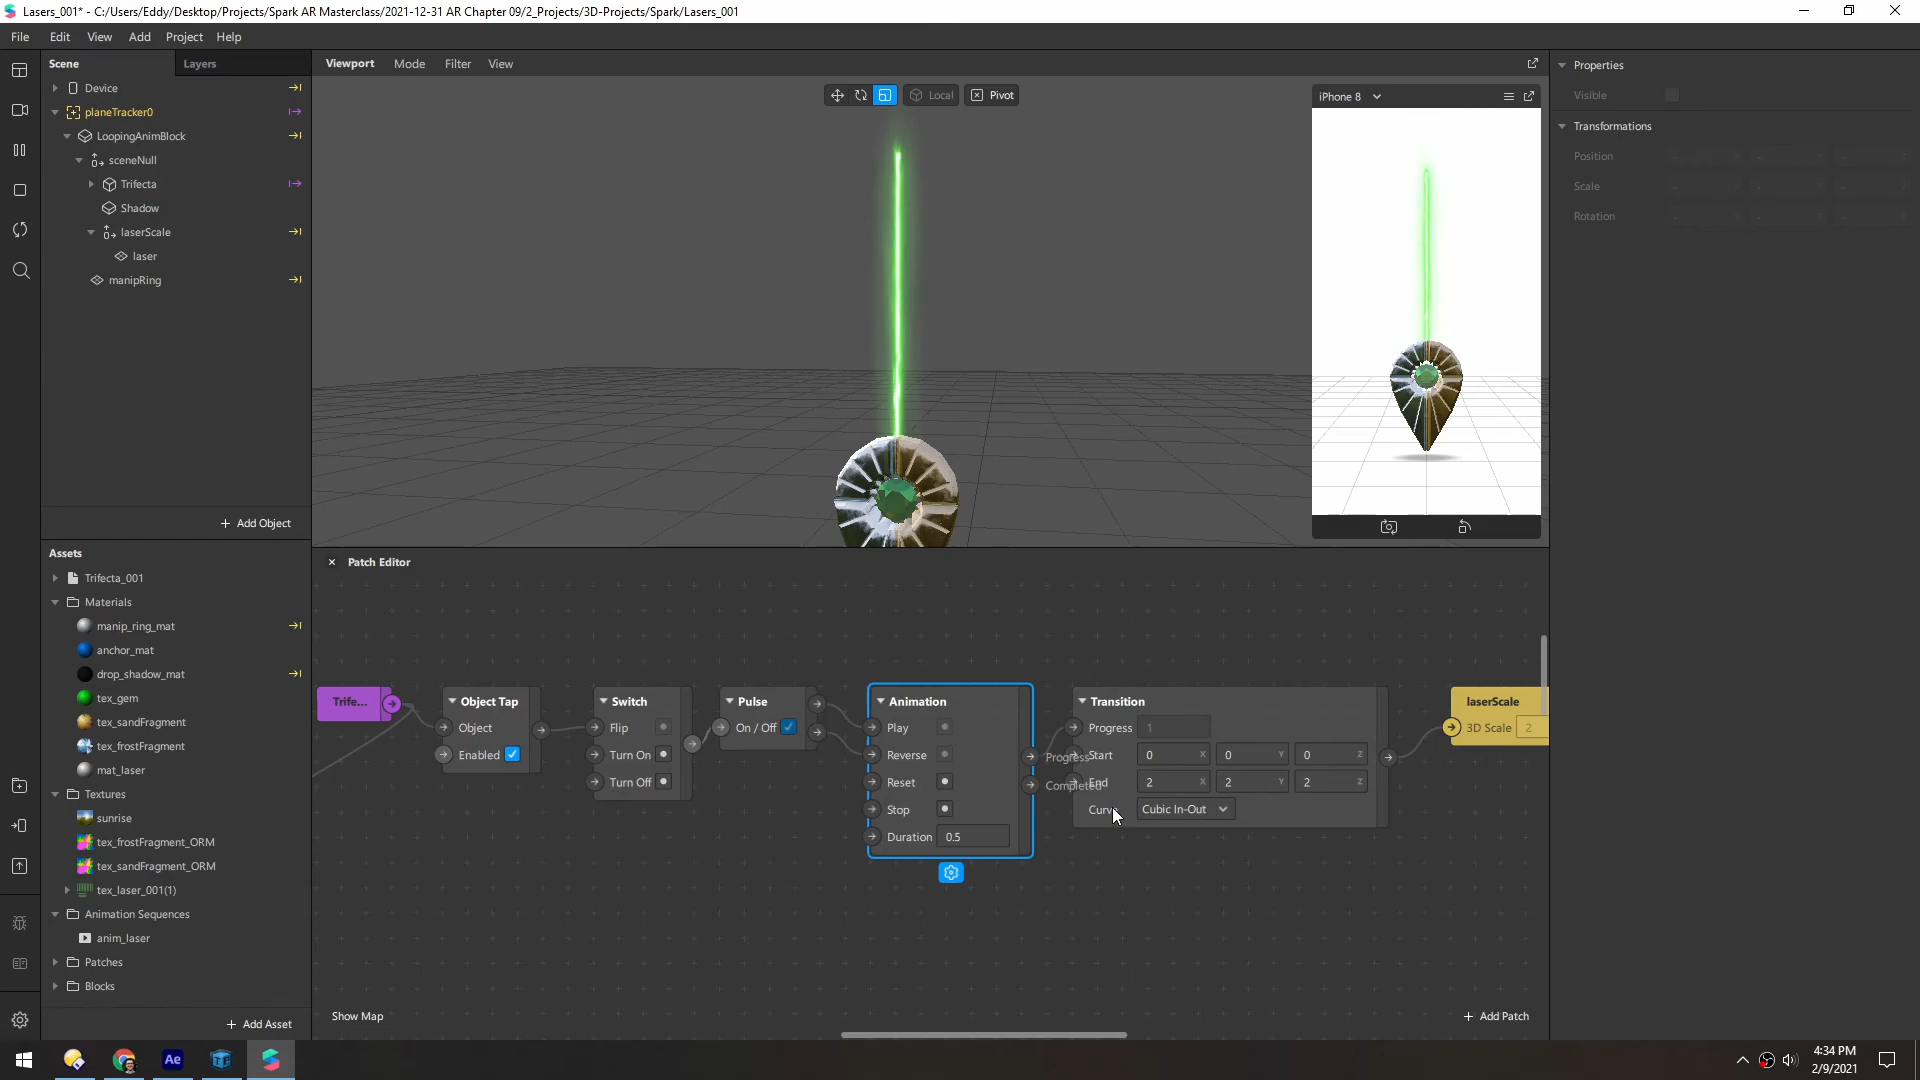 Lasers_001* - C:/Users/Eddy/Desktop/Projects/Spark AR Masterclass/2021-12-31 AR Chapter 09/2_Projects/3D-Projects/Spark/Lasers_001
File Edit View Add Project Help
Scene Layers
Device
planeTracker0
LoopingAnimBlock
sceneNull
Trifecta
Shadow
laserScale
laser
manipRing
+ Add Object
Assets
Trifecta_001
Materials
manip_ring_mat
anchor_mat
drop_shadow_mat
tex_gem
tex_sandFragment
tex_frostFragment
mat_laser
Textures
sunrise
tex_frostFragment_ORM
tex_sandFragment_ORM
tex_laser_001(1)
Animation Sequences
anim_laser
Patches
Blocks
+ Add Asset
Viewport Mode Filter View
Local Pivot
iPhone 8
Properties
Visible
Transformations
Position - - -
Scale - - -
Rotation - - -
Patch Editor
Trife...
Object Tap
Object
Enabled
Switch
Flip
Turn On
Turn Off
Pulse
On / Off
Animation
Play
Reverse
Reset
Stop
Duration 0.5
Progress
Completed
Transition
Progress 1
Start 0 X 0 Y 0 Z
End 2 X 2 Y 2 Z
Curve Cubic In-Out
laserScale
3D Scale 2
Show Map
+ Add Patch
Ae
4:34 PM
2/9/2021